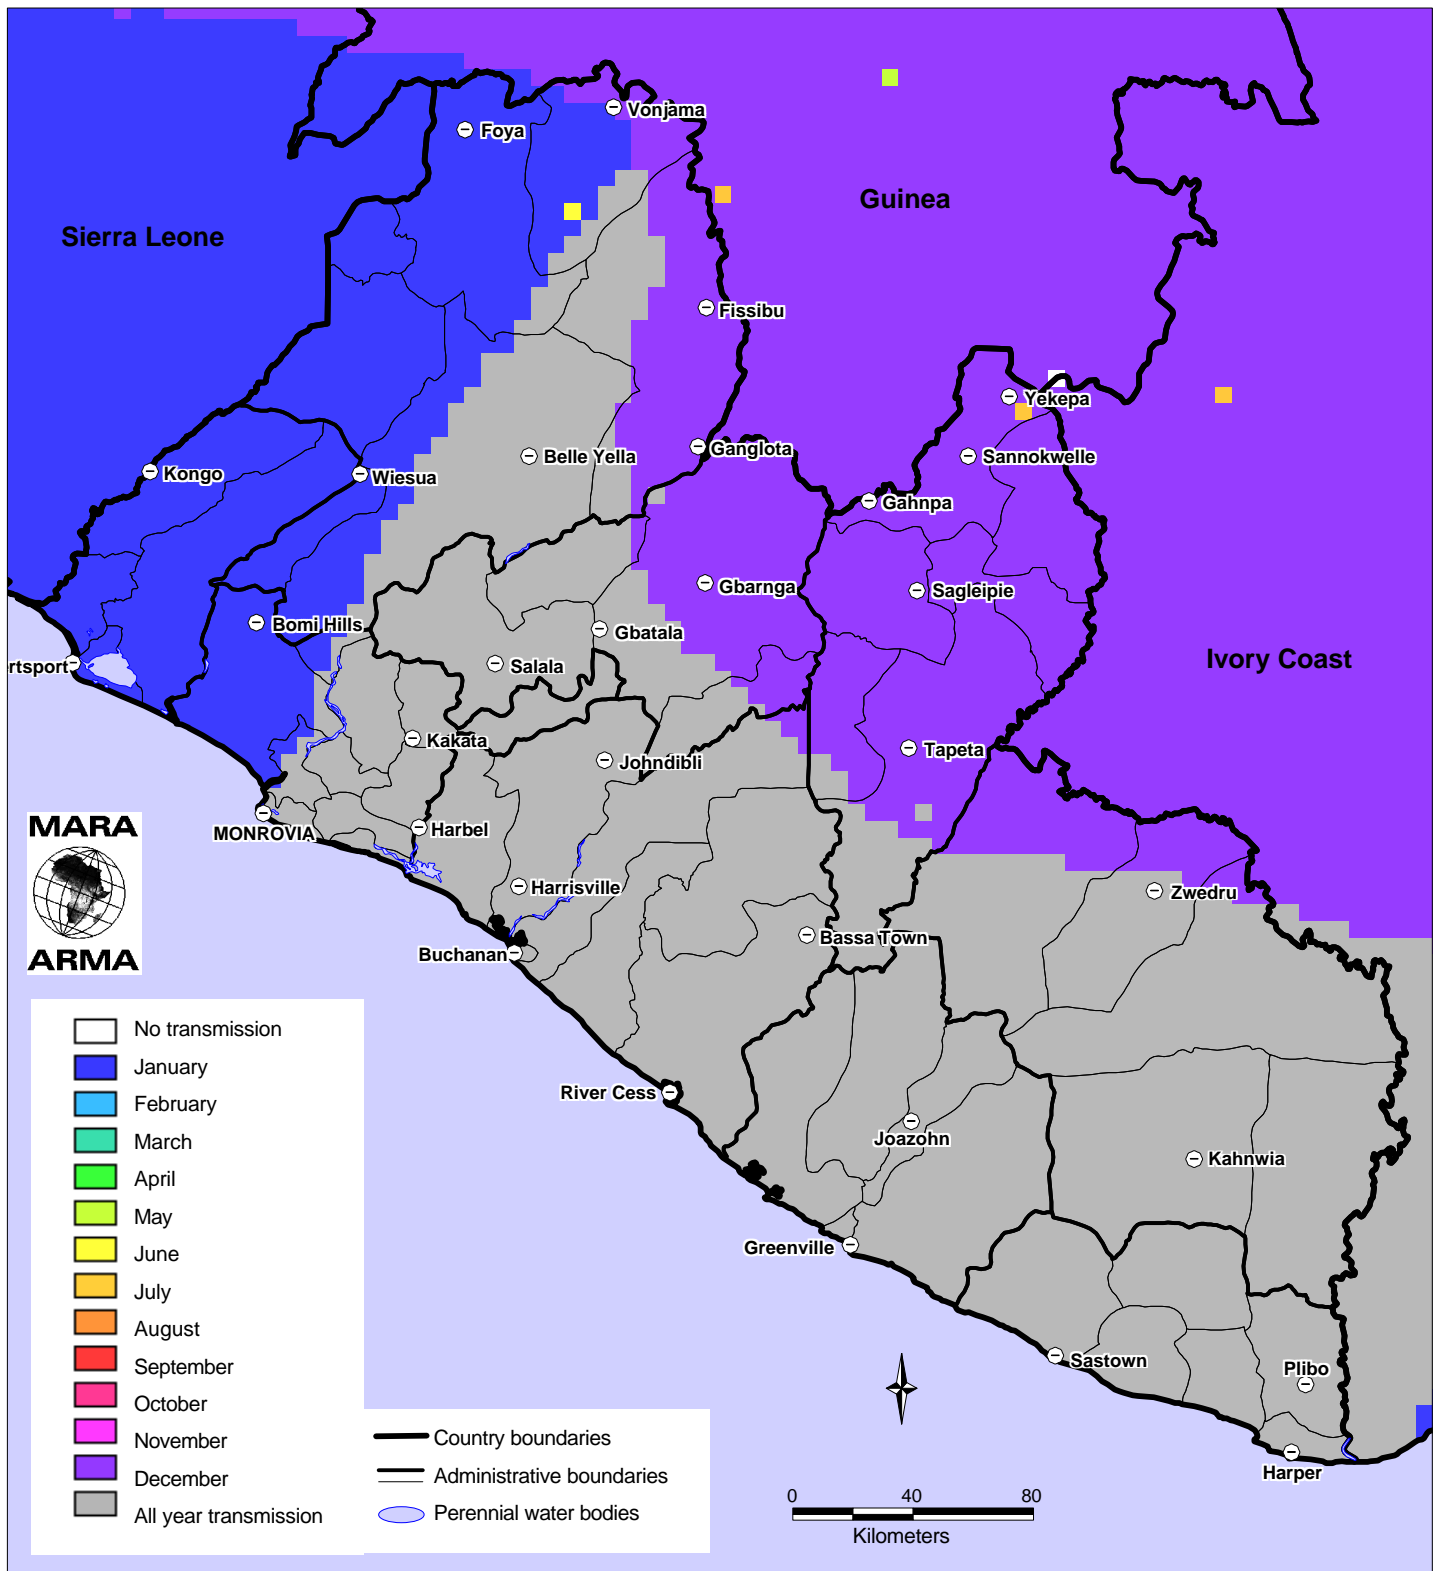 Vonjama
Foya
Guinea
Sierra Leone
Fissibu
Yekepa
Ganglota
Belle Yella
Sannokwelle
Kongo
Wiesua
Gahnpa
Gbarnga
Sagleipie
Bomi Hills
Gbatala
Ivory Coast
rtsport
Salala
Kakata
Tapeta
Johndibli
MARA
MONROVIA
Harbel
Harrisville
Zwedru
Bassa Town
Buchanan
ARMA
No transmission
January
February
March
April
May
June
July
August
September
October
November
December
All year transmission
River Cess
Joazohn
Kahnwia
Greenville
Sastown
Plibo
Harper
Country boundaries
Administrative boundaries
Perennial water bodies
0 40 80
Kilometers